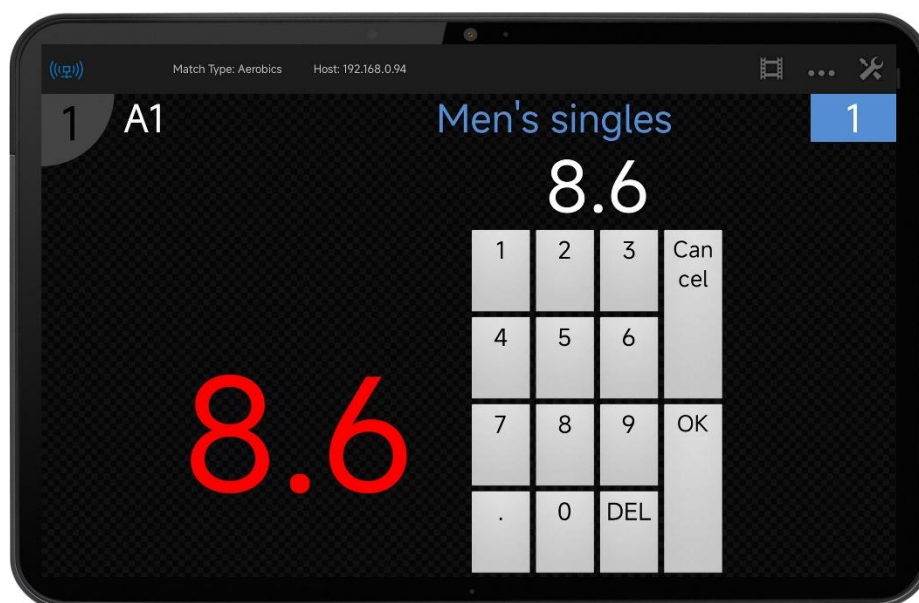 Match Type: Aerobics Host: 192.168.0.94
1 A1 Men's singles 1
8.6
1 2 3 Can
cel
4 5 6
8.6
7 8 9 OK
. 0 DEL